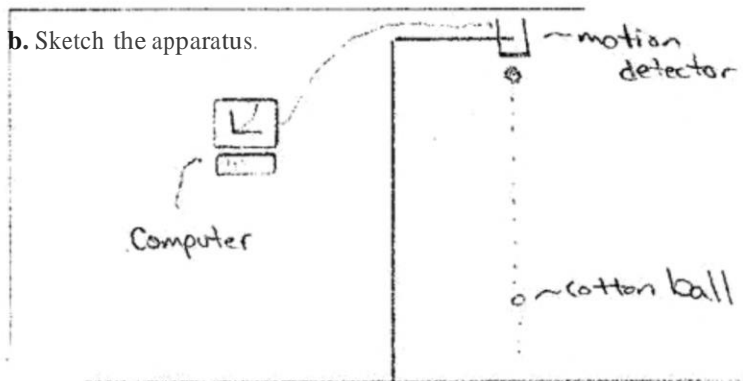 b. Sketch the apparatus.
~motion
detector
Computer
~cotton ball